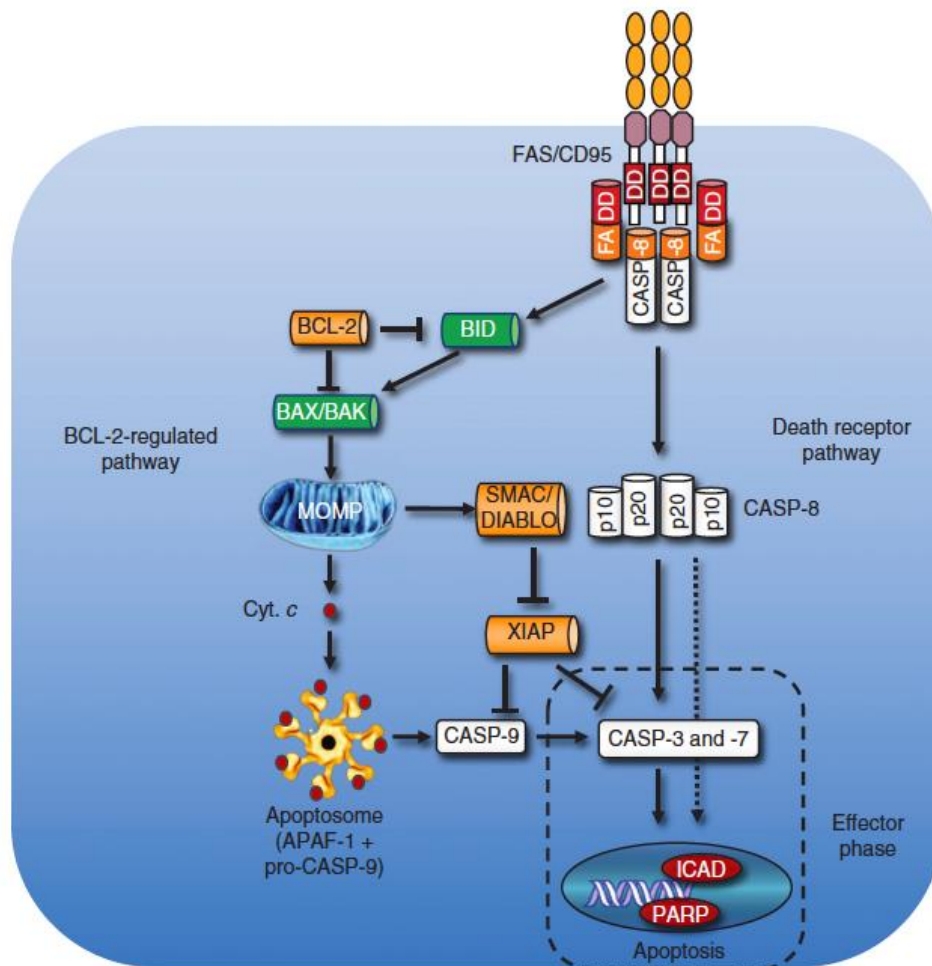 FAS/CD95
DD
DD
DD
FA DD
FA DD
CASP-8
CASP-8
BCL-2
BID
BAX/BAK
BCL-2-regulated
pathway
Death receptor
pathway
MOMP
SMAC/
DIABLO
p10
p20
p20
p10
CASP-8
Cyt. c
XIAP
CASP-9
CASP-3 and -7
Apoptosome
(APAF-1 +
pro-CASP-9)
Effector
phase
ICAD
PARP
Apoptosis